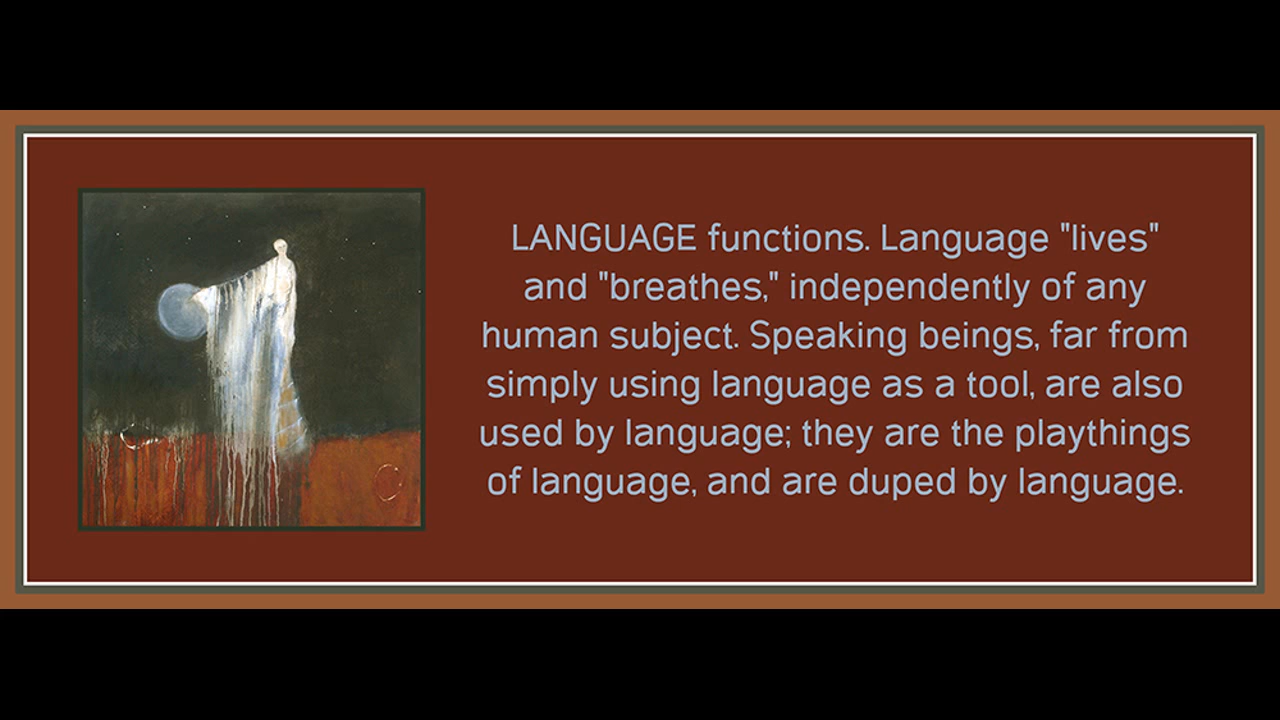 LANGUAGE functions. Language "lives"
and "breathes," independently of any
human subject. Speaking beings, far from
simply using language as a tool, are also
used by language; they are the playthings
of language, and are duped by language.